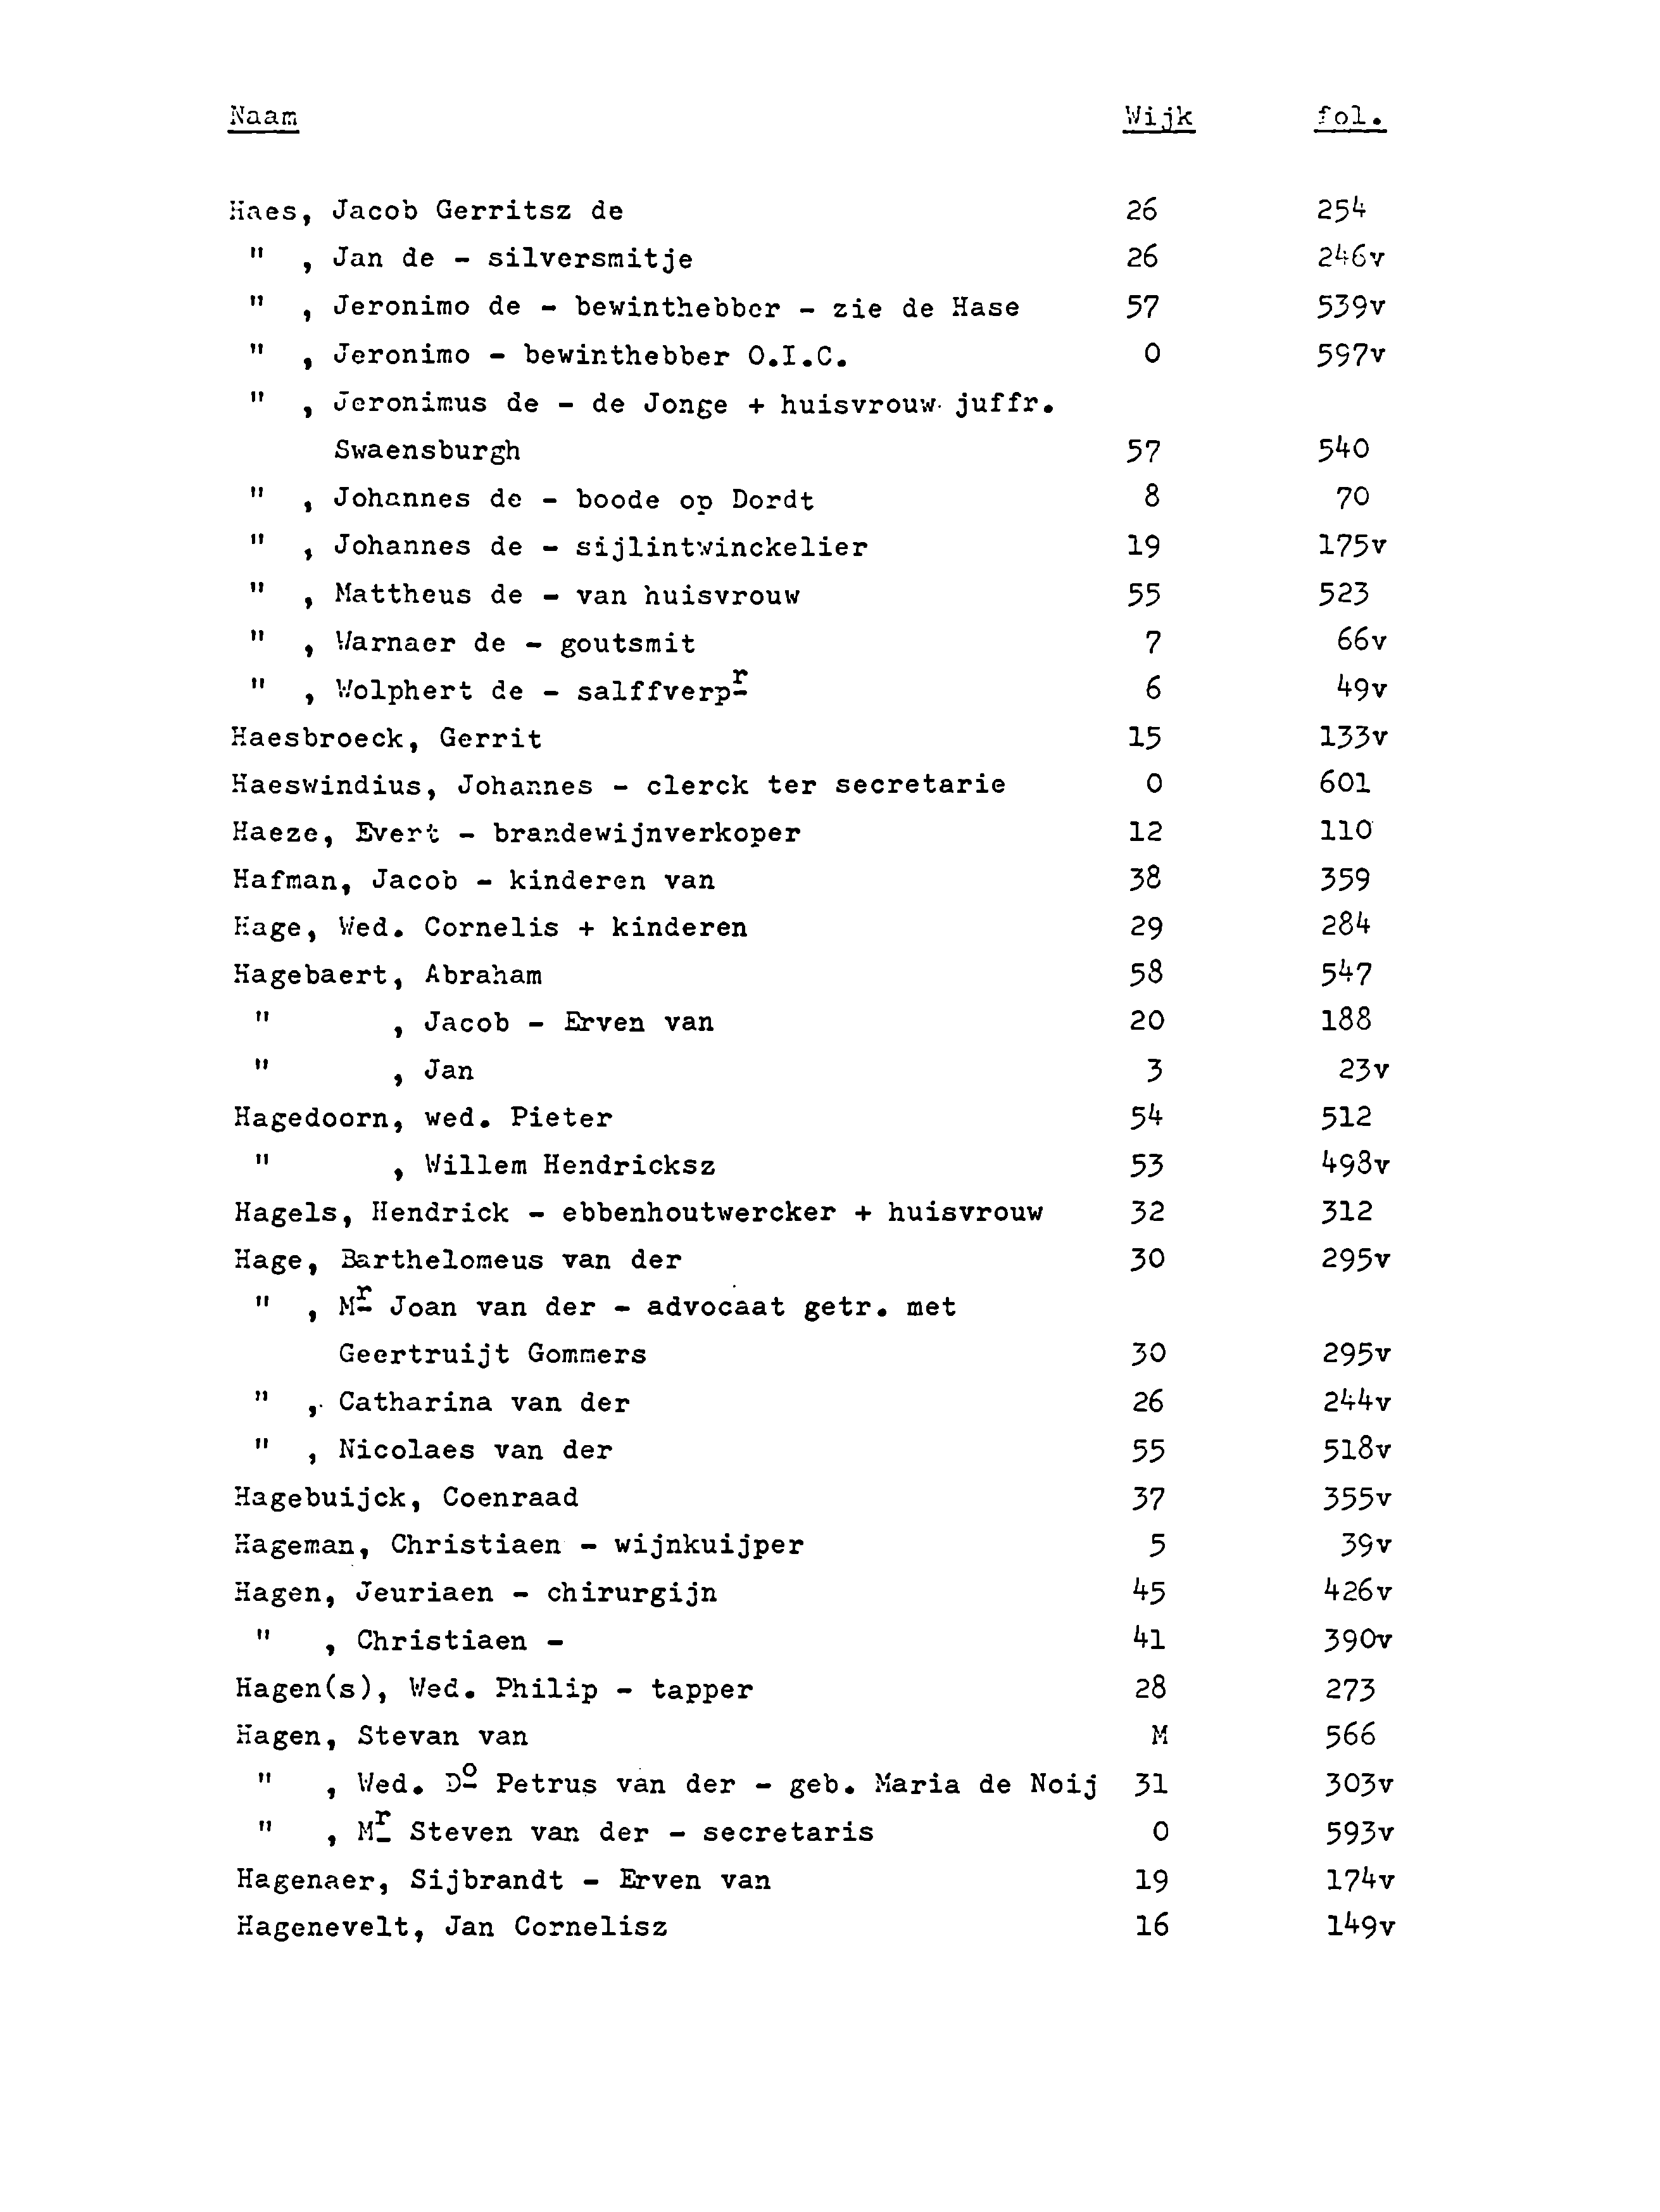 Naam Wijk fol.
Haes, Jacob Gerritsz de 26 254
" , Jan de - silversmitje 26 246v
" , Jeronimo de - bewinthebber - zie de Hase 57 539v
" , Jeronimo - bewinthebber O.I.C. O 597v
" , Jeronimus de - de Jonge + huisvrouw juffr.
Swaensburgh 57 540
" , Johannes de - boode op Dordt 8 70
" , Johannes de - sijlintwinckelier 19 175v
" , Mattheus de - van huisvrouw 55 523
" , Warnaer de - goutsmit 7 66v
" , Wolphert de - salffverpr 6 49v
Haesbroeck, Gerrit 15 133v
Haeswindius, Johannes - clerck ter secretarie O 601
Haeze, Evert - brandewijnverkoper 12 110
Hafman, Jacob - kinderen van 38 359
Hage, Wed. Cornelis + kinderen 29 284
Hagebaert, Abraham 58 547
" , Jacob - Erven van 20 188
" , Jan 3 23v
Hagedoorn, wed. Pieter 54 512
" , Willem Hendricksz 53 498v
Hagels, Hendrick - ebbenhoutwercker + huisvrouw 32 312
Hage, Barthelomeus van der 30 295v
" , Mr Joan van der - advocaat getr. met
Geertruijt Gommers 30 295v
" , Catharina van der 26 244v
" , Nicolaes van der 55 518v
Hagebuijck, Coenraad 37 355v
Hageman, Christiaen - wijnkuijper 5 39v
Hagen, Jeuriaen - chirurgijn 45 426v
" , Christiaen - 41 390v
Hagen(s), Wed. Philip - tapper 28 273
Hagen, Stevan van M 566
" , Wed. Do Petrus van der - geb. Maria de Noij 31 303v
" , Mr Steven van der - secretaris O 593v
Hagenaer, Sijbrandt - Erven van 19 174v
Hagenevelt, Jan Cornelisz 16 149v